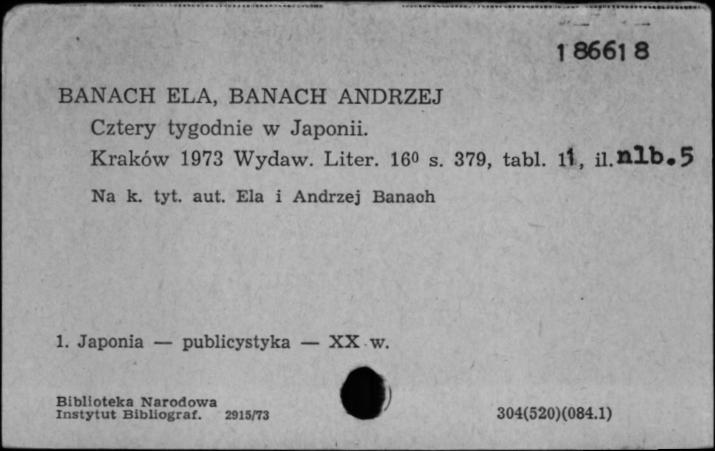 186618
BANACH ELA, BANACH ANDRZEJ
Cztery tygodnie w Japonii.
Kraków 1973 Wydaw. Liter. 16⁰ s. 379, tabl. 11, il. nlb. 5
Na k. tyt. aut. Ela i Andrzej Banach
1. Japonia — publicystyka — XX w.
Biblioteka Narodowa
Instytut Bibliograf. 2915/73
304(520)(084.1)